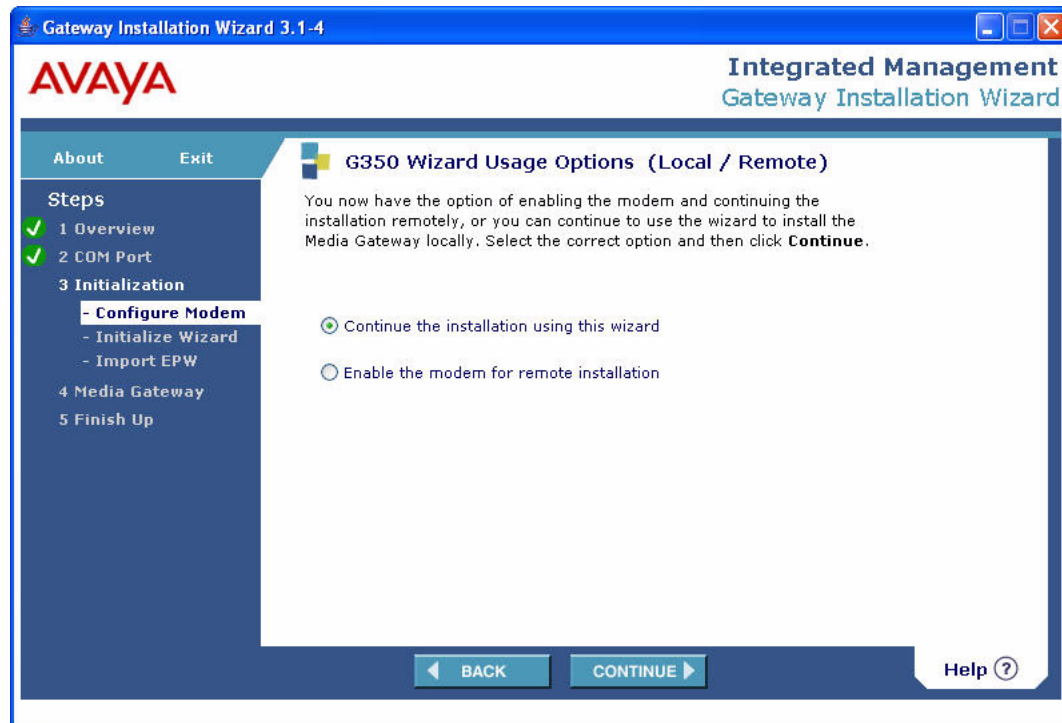 Gateway Installation Wizard 3.1-4
AVAYA
Integrated Management
Gateway Installation Wizard
About Exit
Steps
1 Overview
2 COM Port
3 Initialization
- Configure Modem
- Initialize Wizard
- Import EPW
4 Media Gateway
5 Finish Up
G350 Wizard Usage Options (Local / Remote)
You now have the option of enabling the modem and continuing the
installation remotely, or you can continue to use the wizard to install the
Media Gateway locally. Select the correct option and then click Continue.
Continue the installation using this wizard
Enable the modem for remote installation
BACK
CONTINUE
Help ?